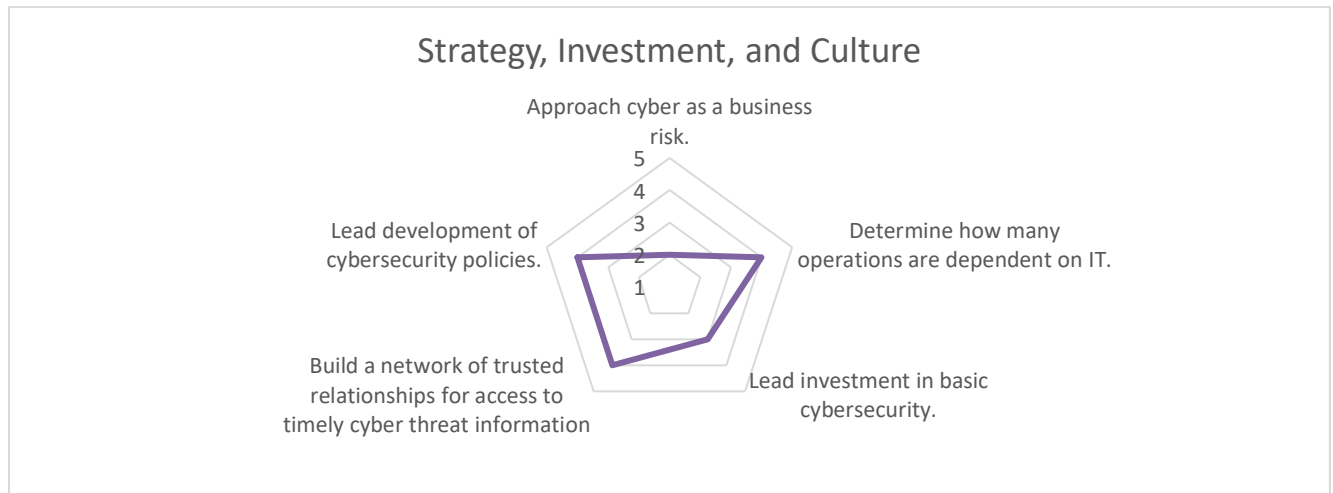 Strategy, Investment, and Culture
Approach cyber as a business
risk.
5
4
3
2
1
Determine how many
operations are dependent on IT.
Lead investment in basic
cybersecurity.
Build a network of trusted
relationships for access to
timely cyber threat information
Lead development of
cybersecurity policies.